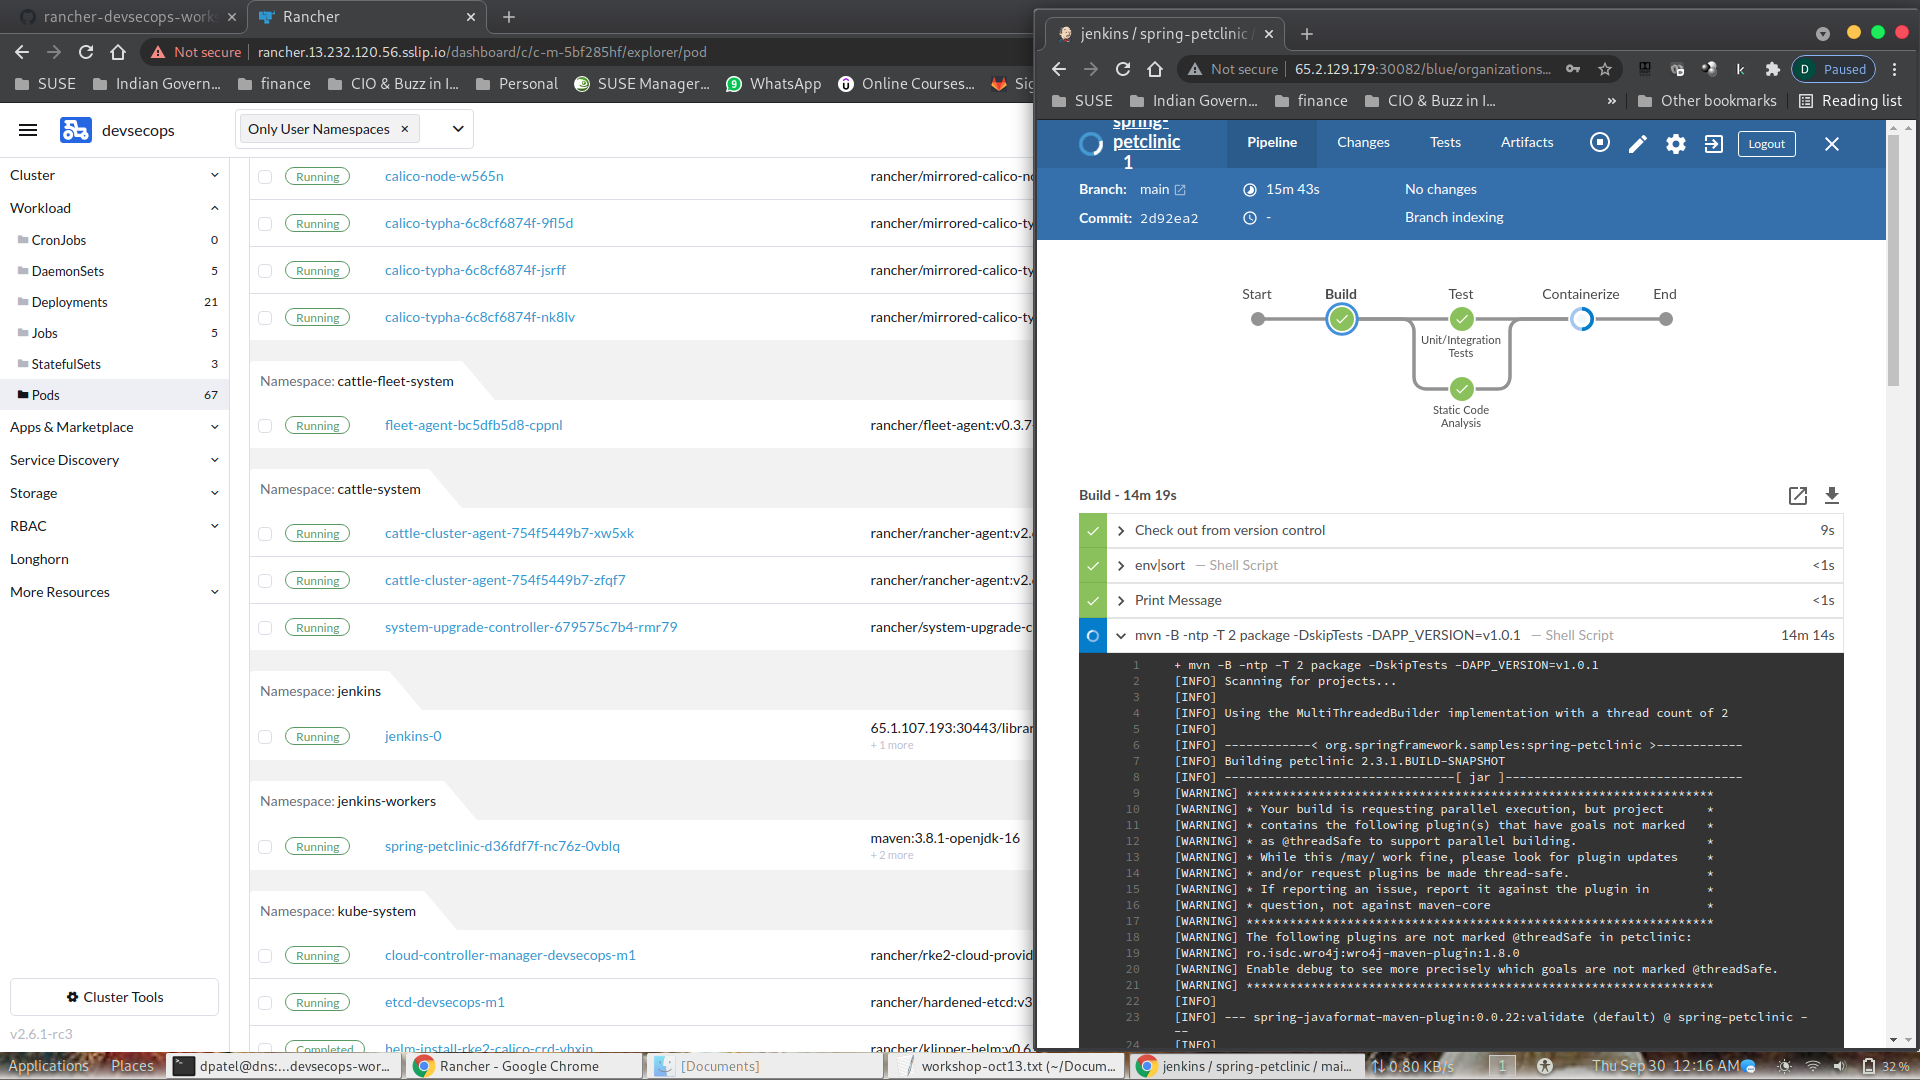 rancher-devsecops-work
Rancher
Not secure
rancher.13.232.120.56.sslip.io/dashboard/c/c-m-5bf285hf/explorer/pod
SUSE
Indian Govern...
finance
CIO & Buzz in I...
Personal
SUSE Manager...
WhatsApp
Online Courses...
Sig
devsecops
Only User Namespaces
Cluster
Workload
CronJobs 0
DaemonSets 5
Deployments 21
Jobs 5
StatefulSets 3
Pods 67
Apps & Marketplace
Service Discovery
Storage
RBAC
Longhorn
More Resources
Cluster Tools
v2.6.1-rc3
Running calico-node-w565n rancher/mirrored-calico-no
Running calico-typha-6c8cf6874f-9fl5d rancher/mirrored-calico-ty
Running calico-typha-6c8cf6874f-jsrff rancher/mirrored-calico-ty
Running calico-typha-6c8cf6874f-nk8lv rancher/mirrored-calico-ty
Namespace: cattle-fleet-system
Running fleet-agent-bc5dfb5d8-cppnl rancher/fleet-agent:v0.3.7
Namespace: cattle-system
Running cattle-cluster-agent-754f5449b7-xw5xk rancher/rancher-agent:v2.
Running cattle-cluster-agent-754f5449b7-zfqf7 rancher/rancher-agent:v2.
Running system-upgrade-controller-679575c7b4-rmr79 rancher/system-upgrade-c
Namespace: jenkins
Running jenkins-0 65.1.107.193:30443/librar
+ 1 more
Namespace: jenkins-workers
Running spring-petclinic-d36fdf7f-nc76z-0vblq maven:3.8.1-openjdk-16
+ 2 more
Namespace: kube-system
Running cloud-controller-manager-devsecops-m1 rancher/rke2-cloud-provid
Running etcd-devsecops-m1 rancher/hardened-etcd:v3
Completed helm-install-rke2-calico-crd-vbxjn rancher/klipper-helm:v0.6
jenkins / spring-petclinic /
Not secure
65.2.129.179:30082/blue/organizations...
D Paused
SUSE
Indian Govern...
finance
CIO & Buzz in I...
»
Other bookmarks
Reading list
spring-
petclinic
1
Pipeline
Changes
Tests
Artifacts
Logout
Branch: main
15m 43s
No changes
Commit: 2d92ea2
-
Branch indexing
Start
Build
Test
Containerize
End
Unit/Integration
Tests
Static Code
Analysis
Build - 14m 19s
Check out from version control 9s
env|sort — Shell Script <1s
Print Message <1s
mvn -B -ntp -T 2 package -DskipTests -DAPP_VERSION=v1.0.1 — Shell Script 14m 14s
1 + mvn -B -ntp -T 2 package -DskipTests -DAPP_VERSION=v1.0.1
2 [INFO] Scanning for projects...
3 [INFO]
4 [INFO] Using the MultiThreadedBuilder implementation with a thread count of 2
5 [INFO]
6 [INFO] ------------< org.springframework.samples:spring-petclinic >------------
7 [INFO] Building petclinic 2.3.1.BUILD-SNAPSHOT
8 [INFO] --------------------------------[ jar ]---------------------------------
9 [WARNING] *****************************************************************
10 [WARNING] * Your build is requesting parallel execution, but project *
11 [WARNING] * contains the following plugin(s) that have goals not marked *
12 [WARNING] * as @threadSafe to support parallel building. *
13 [WARNING] * While this /may/ work fine, please look for plugin updates *
14 [WARNING] * and/or request plugins be made thread-safe. *
15 [WARNING] * If reporting an issue, report it against the plugin in *
16 [WARNING] * question, not against maven-core *
17 [WARNING] *****************************************************************
18 [WARNING] The following plugins are not marked @threadSafe in petclinic:
19 [WARNING] ro.isdc.wro4j:wro4j-maven-plugin:1.8.0
20 [WARNING] Enable debug to see more precisely which goals are not marked @threadSafe.
21 [WARNING] *****************************************************************
22 [INFO]
23 [INFO] --- spring-javaformat-maven-plugin:0.0.22:validate (default) @ spring-petclinic -
--
24 [INFO]
Applications
Places
dpatel@dns:...devsecops-wor...
Rancher - Google Chrome
[Documents]
workshop-oct13.txt (~/Docum...
jenkins / spring-petclinic / mai...
0.80 KB/s
1
Thu Sep 30 12:16 AM
32 %